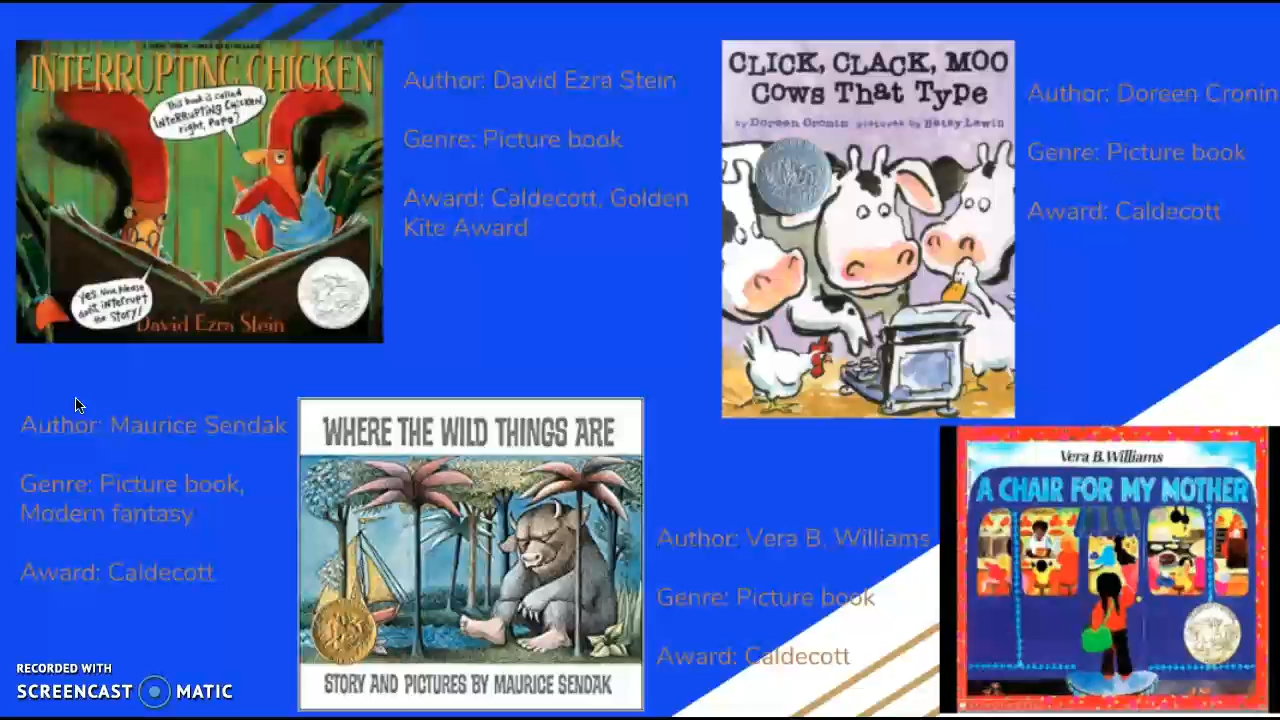 INTERRUPTING CHICKEN
This book is called
INTERRUPTING CHICKEN,
right, Papa?
Yes. Now, please
don't interrupt
the story!
David Ezra Stein
Author: David Ezra Stein
Genre: Picture book
Award: Caldecott, Golden
Kite Award
CLICK, CLACK, MOO
Cows That Type
by Doreen Cronin pictures by Betsy Lewin
Author: Doreen Cronin
Genre: Picture book
Award: Caldecott
Author: Maurice Sendak
Genre: Picture book,
Modern fantasy
Award: Caldecott
WHERE THE WILD THINGS ARE
STORY AND PICTURES BY MAURICE SENDAK
Author: Vera B. Williams
Genre: Picture book
Award: Caldecott
Vera B. Williams
A CHAIR FOR MY MOTHER
RECORDED WITH
SCREENCAST MATIC